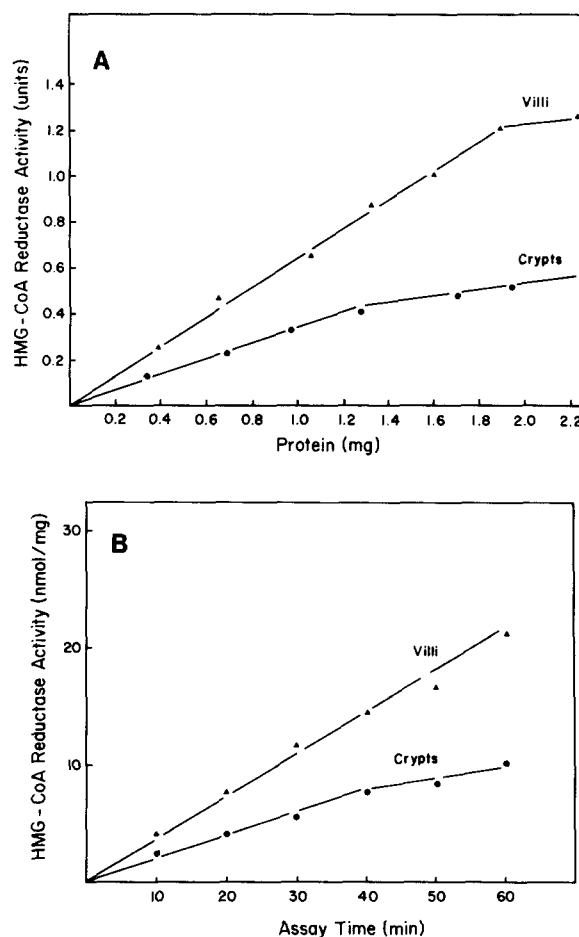 A
HMG-CoA Reductase Activity (units)
1.4
1.2
1.0
0.8
0.6
0.4
0.2
Villi
Crypts
0.2 0.4 0.6 0.8 1.0 1.2 1.4 1.6 1.8 2.0 2.2
Protein (mg)
B
HMG-CoA Reductase Activity (nmol/mg)
30
20
10
Villi
Crypts
10 20 30 40 50 60
Assay Time (min)